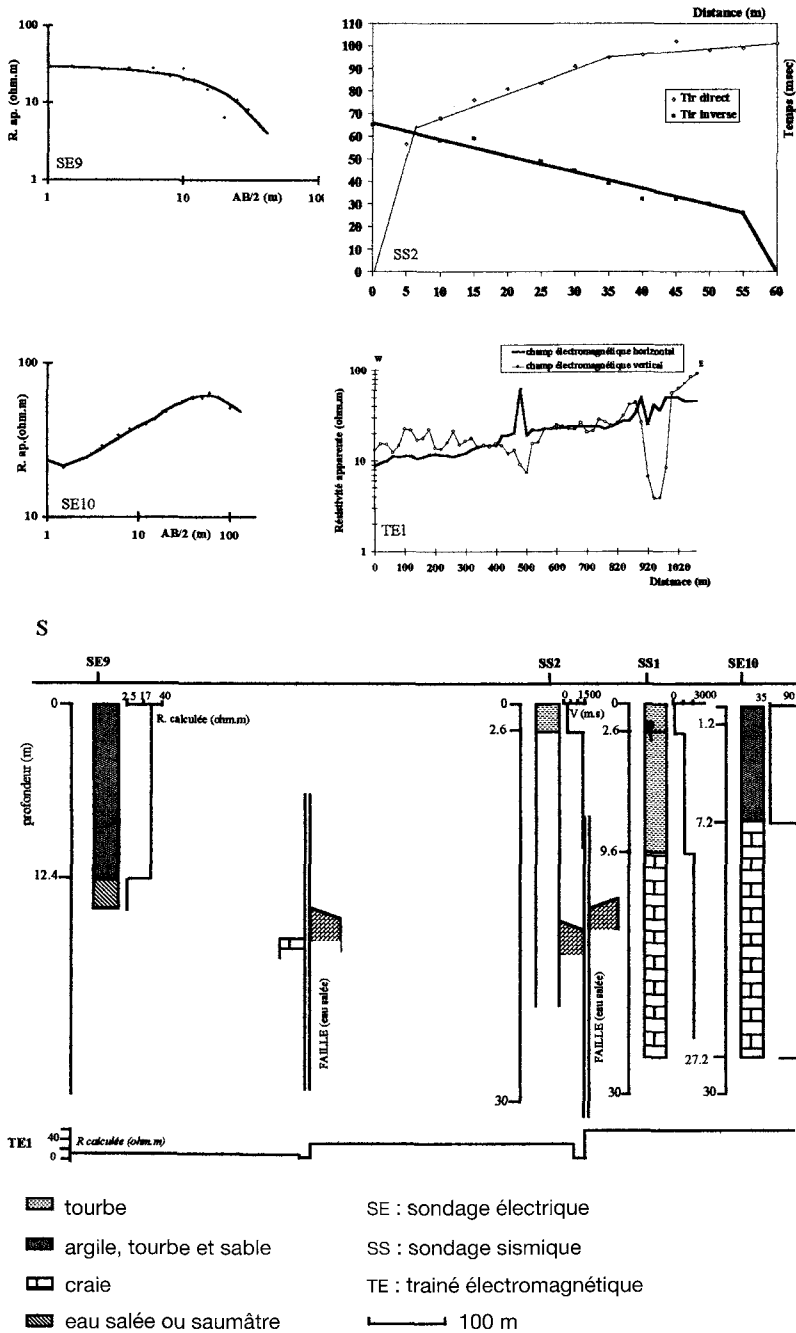 100
10
1
R. ap. (ohm.m)
SE9
1 10 100
AB/2 (m)
Distance (m)
110
100
90
80
70
60
50
40
30
20
10
0
Temps (msec)
Tir direct
Tir inverse
SS2
0 5 10 15 20 25 30 35 40 45 50 55 60
100
10
R. ap.(ohm.m)
SE10
1 10 100
AB/2 (m)
champ électromagnétique horizontal
champ électromagnétique vertical
W
E
100
10
1
Résistivité apparente (ohm.m)
TE1
0 100 200 300 400 500 600 700 820 920 1020
Distance (m)
S
SE9 SS2 SS1 SE10
2,5 17 40
R. calculée (ohm.m)
0
12.4
profondeur (m)
FAILLE (eau salée)
0 1500
V (m.s)
0
2.6
30
FAILLE (eau salée)
0 3000
0
2.6
9.6
30
35 90
1.2
7.2
27.2
30
TE1
40
0
R calculée (ohm.m)
tourbe
SE : sondage électrique
argile, tourbe et sable
SS : sondage sismique
craie
TE : trainé électromagnétique
eau salée ou saumâtre
100 m